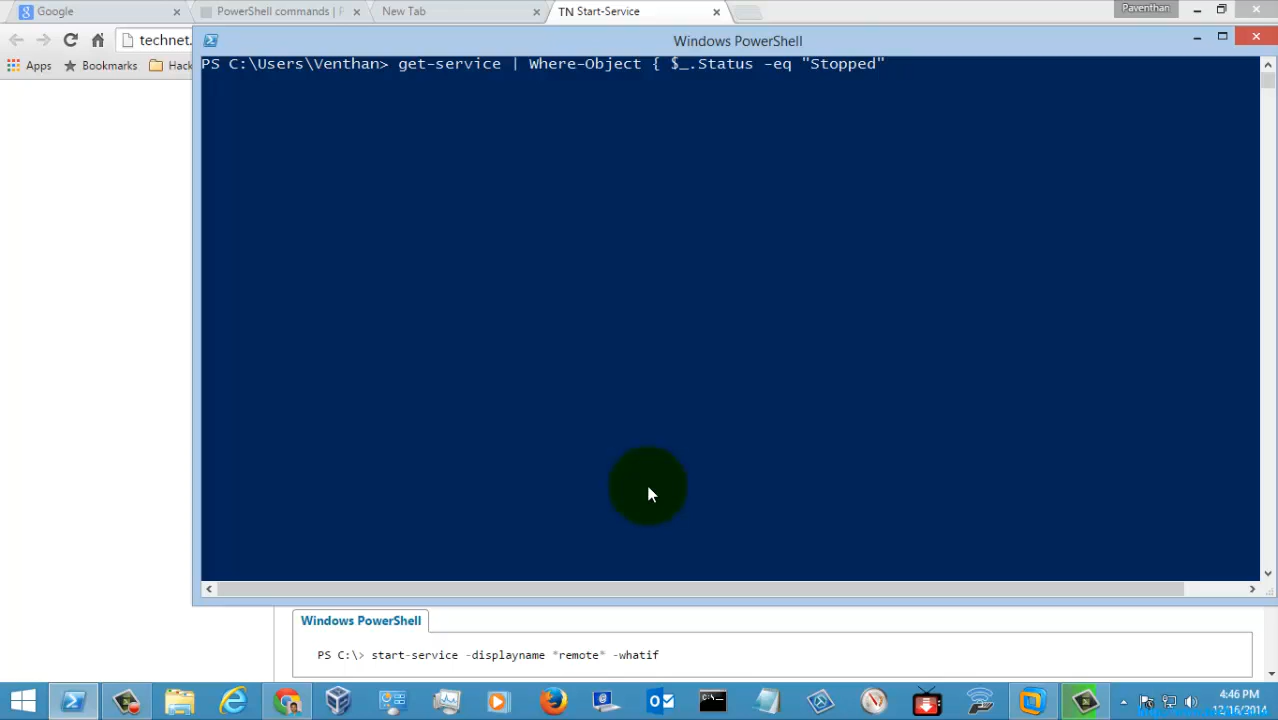 Google
PowerShell commands | P
New Tab
TN Start-Service
Paventhan
technet.
Apps
Bookmarks
Hack
Windows PowerShell
PS C:\Users\Venthan> get-service | Where-Object { $_.Status -eq "Stopped"
Windows PowerShell
PS C:\> start-service -displayname *remote* -whatif
4:46 PM
12/16/2014